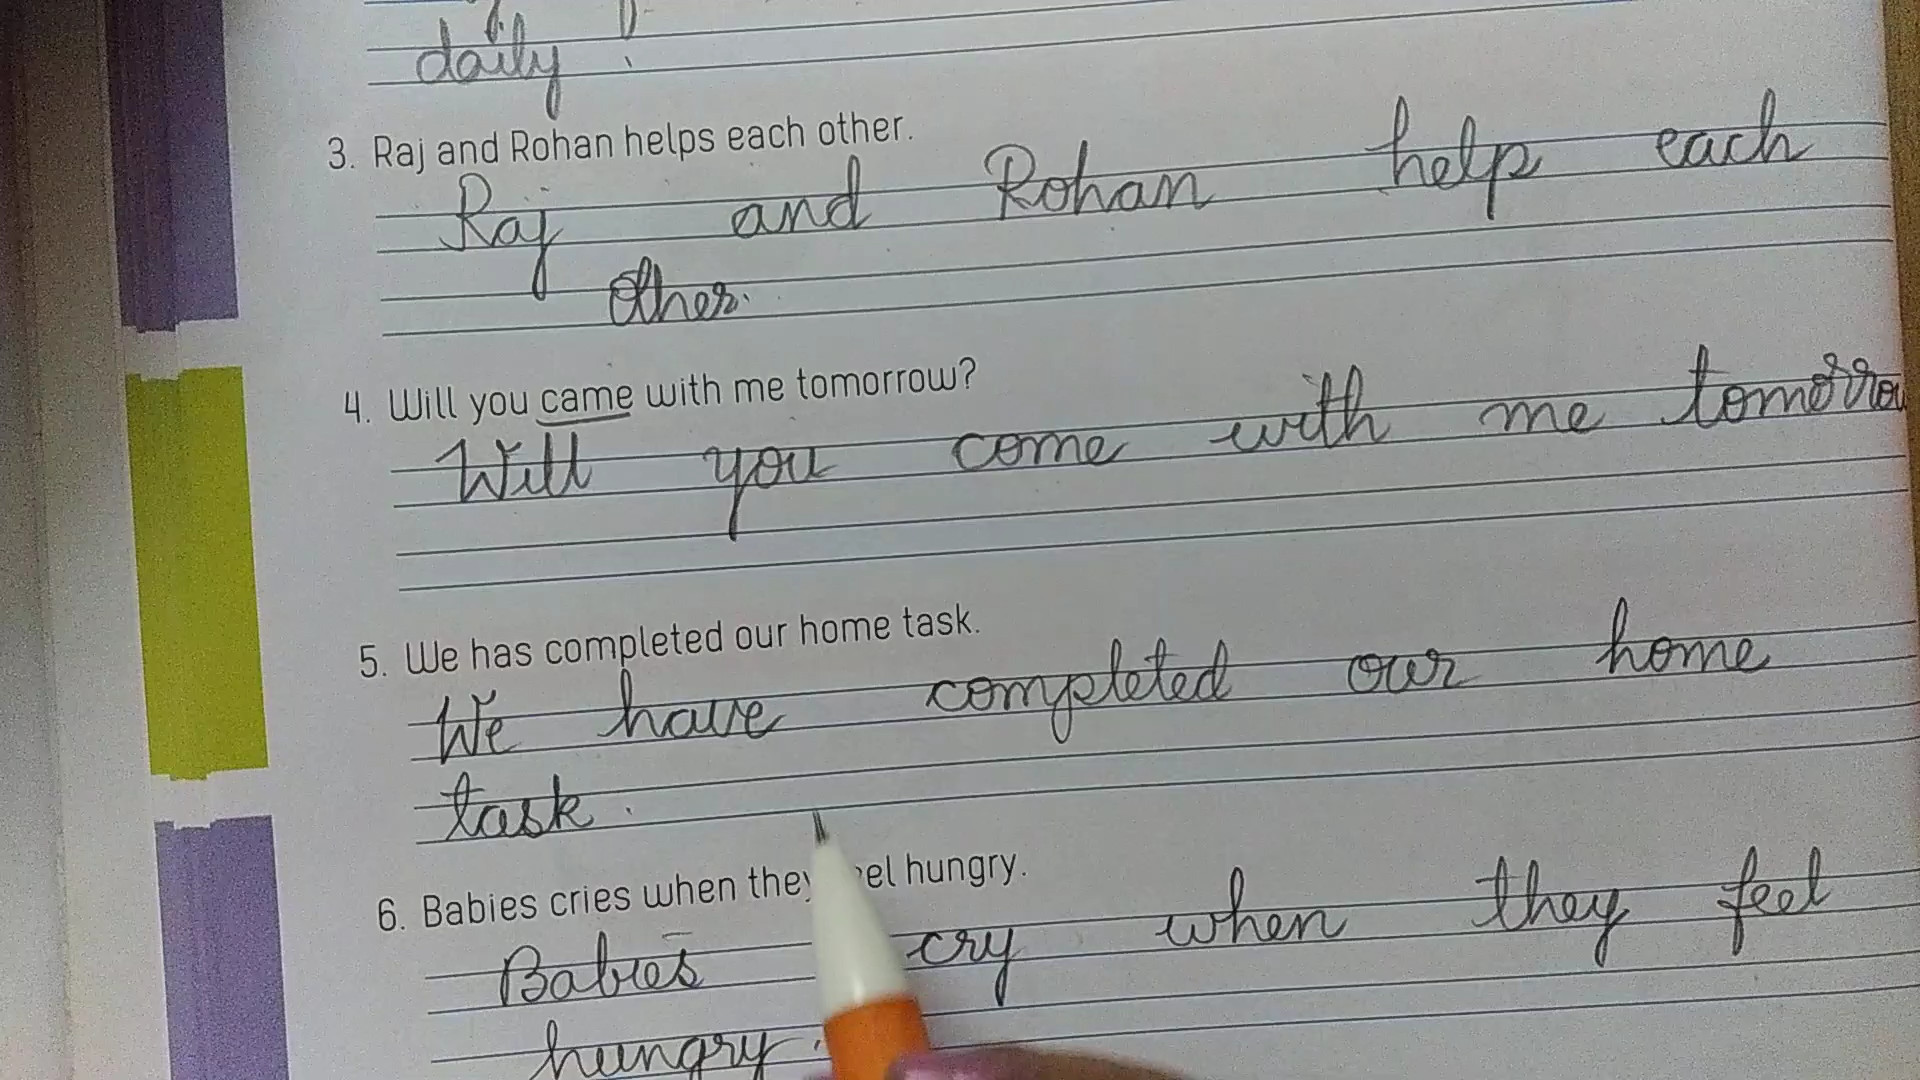 daily.
3. Raj and Rohan helps each other.
Raj and Rohan help each
other.
4. Will you came with me tomorrow?
Will you come with me
5. We has completed our home task.
We have completed our home
task.
6. Babies cries when they hungry.
Babies cry when they feel
hungry.